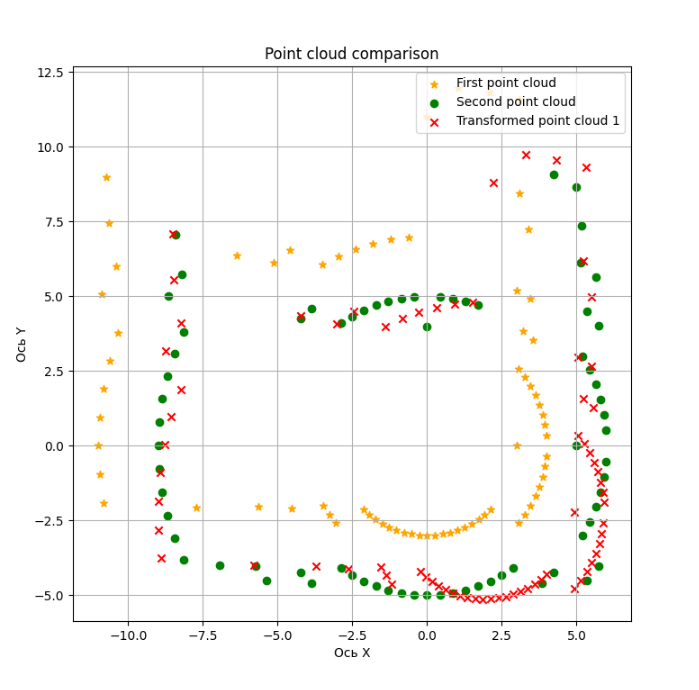 Point cloud comparison
First point cloud
Second point cloud
Transformed point cloud 1
12.5
10.0
7.5
5.0
2.5
0.0
−2.5
−5.0
Ось Y
−10.0 −7.5 −5.0 −2.5 0.0 2.5 5.0
Ось X